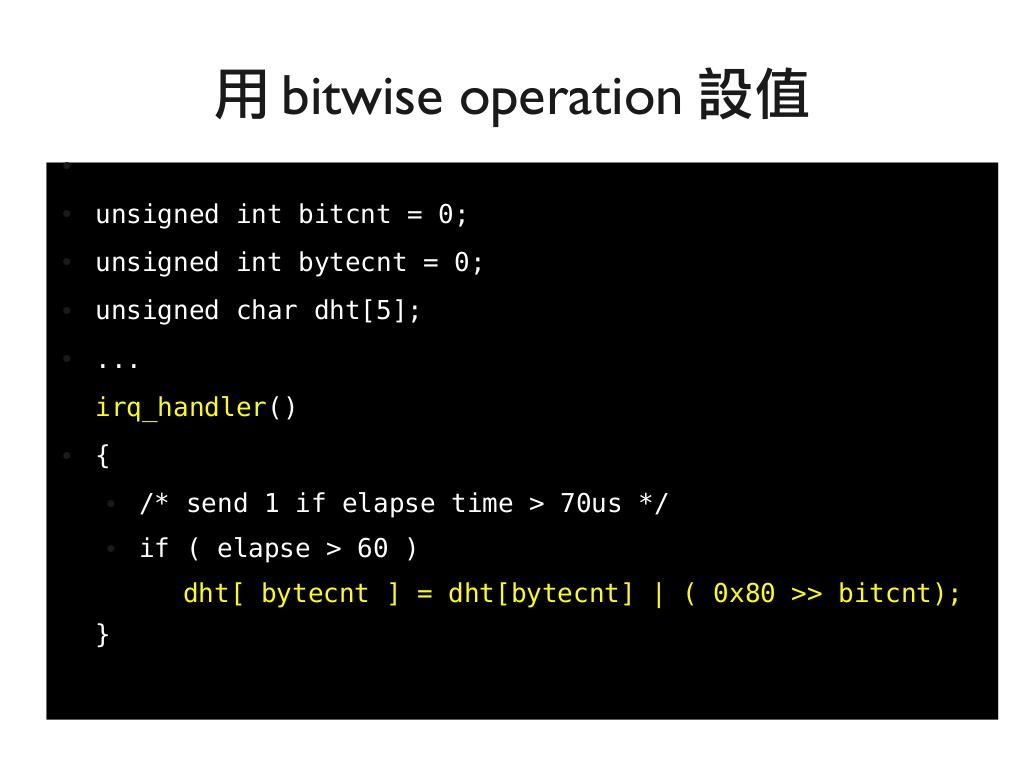 用 bitwise operation 設值
unsigned int bitcnt = 0;
unsigned int bytecnt = 0;
unsigned char dht[5];
...
irq_handler()
{
/* send 1 if elapse time > 70us */
if ( elapse > 60 )
dht[ bytecnt ] = dht[bytecnt] | ( 0x80 >> bitcnt);
}